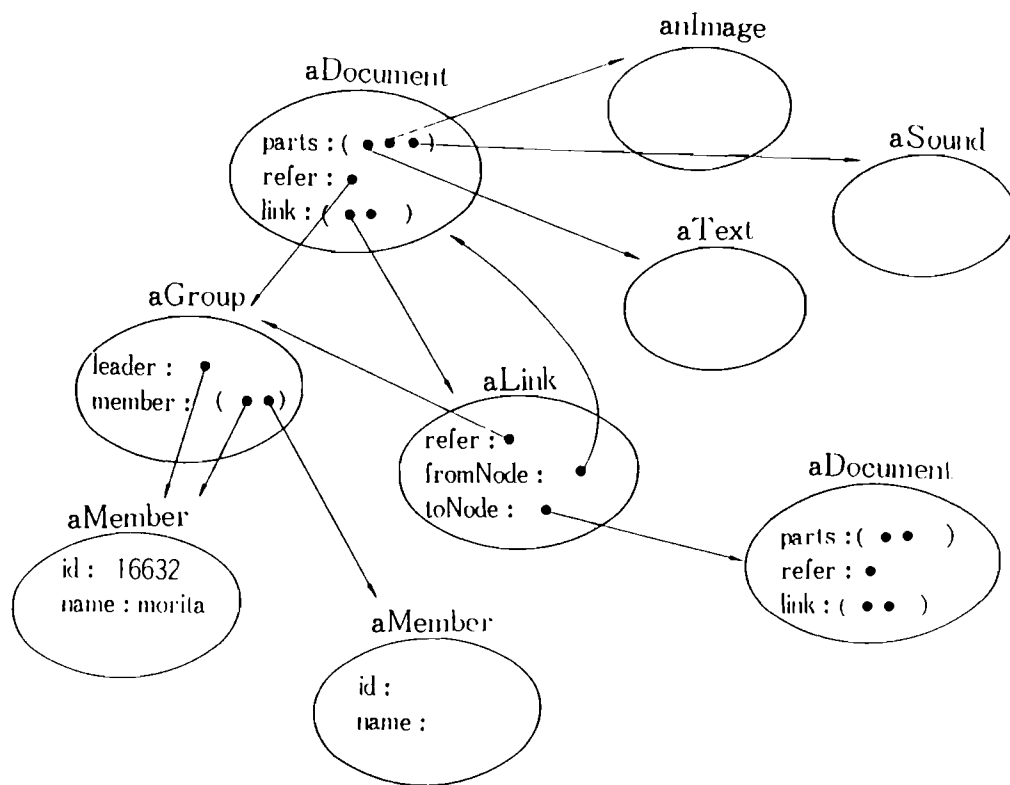 anImage
aDocument
parts : ( • • • )
refer : •
link : ( • • )
aSound
aText
aGroup
leader : •
member : ( • • )
aLink
refer : •
fromNode : •
toNode : •
aDocument
parts : ( • • )
refer : •
link : ( • • )
aMember
id : 16632
name : morita
aMember
id :
name :